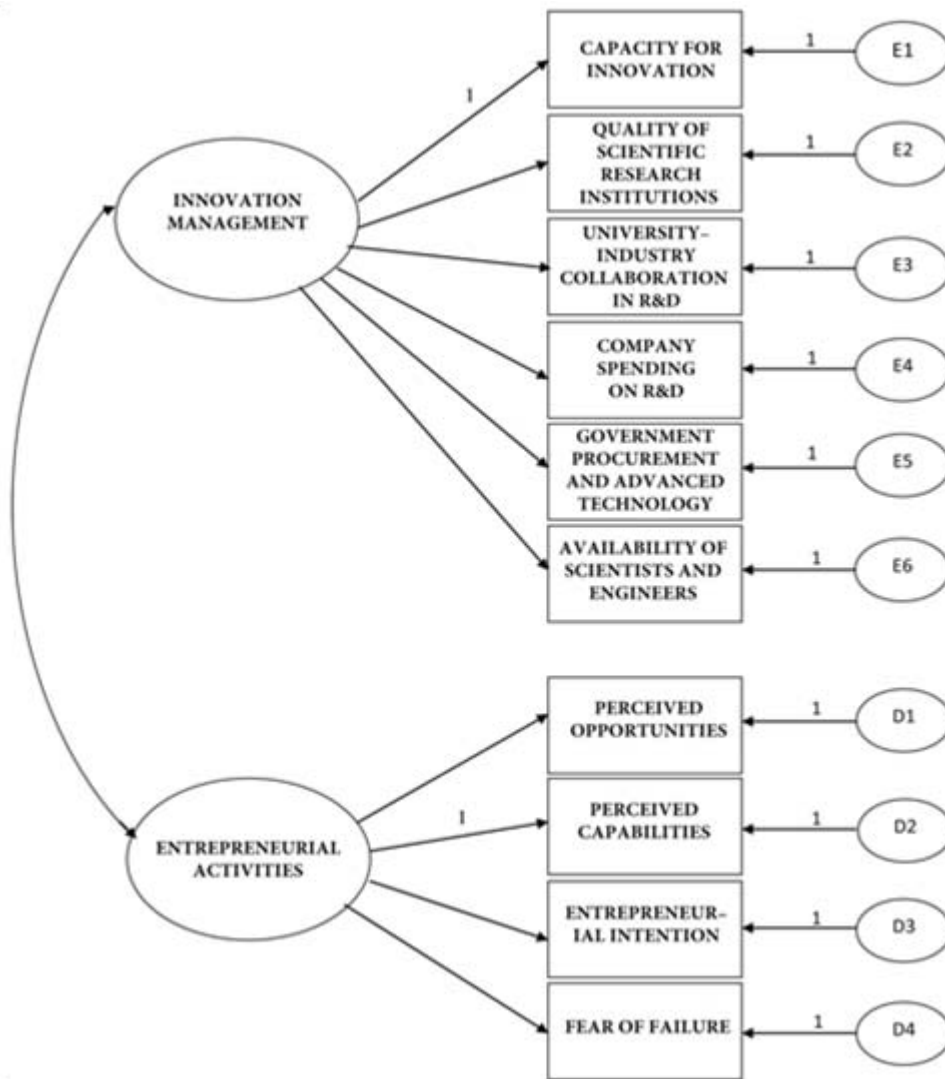 CAPACITY FOR
INNOVATION
1
E1
1
QUALITY OF
SCIENTIFIC
RESEARCH
INSTITUTIONS
1
E2
INNOVATION
MANAGEMENT
UNIVERSITY–
INDUSTRY
COLLABORATION
IN R&D
1
E3
COMPANY
SPENDING
ON R&D
1
E4
GOVERNMENT
PROCUREMENT
AND ADVANCED
TECHNOLOGY
1
E5
AVAILABILITY OF
SCIENTISTS AND
ENGINEERS
1
E6
PERCEIVED
OPPORTUNITIES
1
D1
1
PERCEIVED
CAPABILITIES
1
D2
ENTREPRENEURIAL
ACTIVITIES
ENTREPRENEUR–
IAL INTENTION
1
D3
FEAR OF FAILURE
1
D4